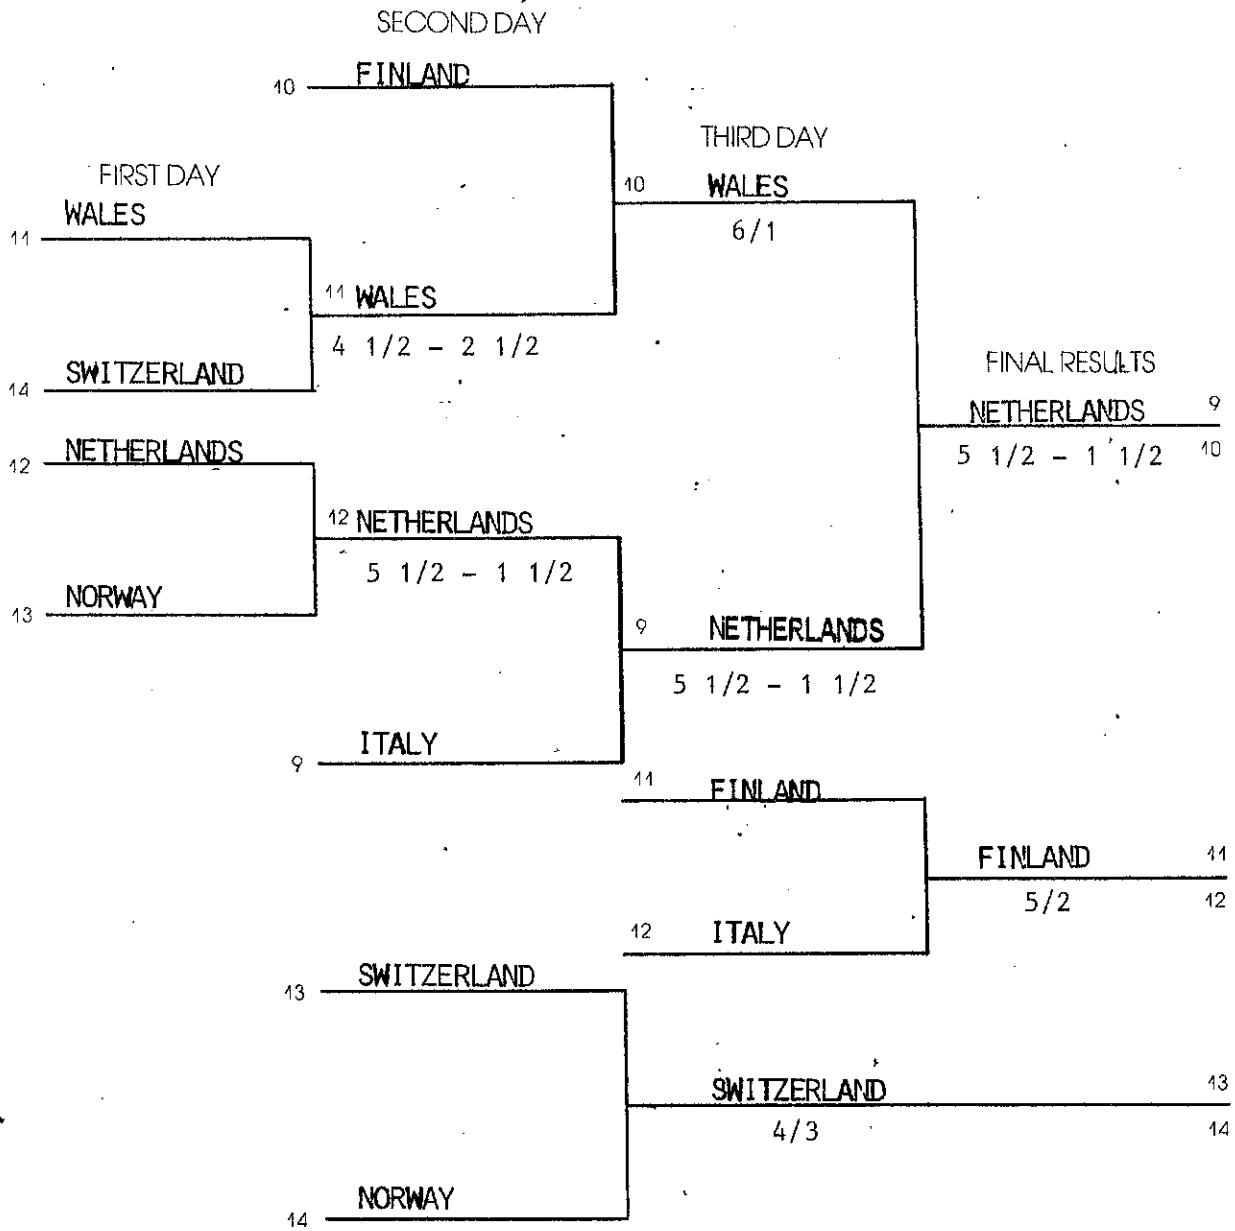 SECOND DAY
10 FINLAND
THIRD DAY
FIRST DAY
10 WALES
WALES
6/1
11
11 WALES
4 1/2 - 2 1/2
FINAL RESULTS
14 SWITZERLAND
NETHERLANDS 9
5 1/2 - 1 1/2 10
12 NETHERLANDS
12 NETHERLANDS
5 1/2 - 1 1/2
13 NORWAY
9 NETHERLANDS
5 1/2 - 1 1/2
9 ITALY
11 FINLAND
FINLAND 11
5/2 12
12 ITALY
13 SWITZERLAND
SWITZERLAND 13
4/3 14
14 NORWAY